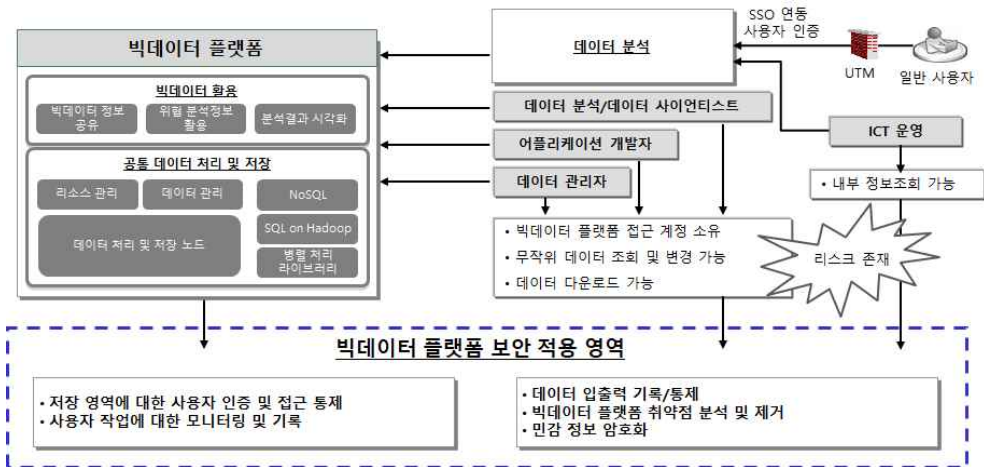 빅데이터 플랫폼
빅데이터 활용
빅데이터 정보
공유
위협 분석정보
활용
분석결과 시각화
공통 데이터 처리 및 저장
리소스 관리
데이터 관리
NoSQL
데이터 처리 및 저장 노드
SQL on Hadoop
병렬 처리
라이브러리
데이터 분석
SSO 연동
사용자 인증
UTM
일반 사용자
데이터 분석/데이터 사이언티스트
어플리케이션 개발자
데이터 관리자
ICT 운영
• 내부 정보조회 가능
• 빅데이터 플랫폼 접근 계정 소유
• 무작위 데이터 조회 및 변경 가능
• 데이터 다운로드 가능
리스크 존재
빅데이터 플랫폼 보안 적용 영역
• 저장 영역에 대한 사용자 인증 및 접근 통제
• 사용자 작업에 대한 모니터링 및 기록
• 데이터 입출력 기록/통제
• 빅데이터 플랫폼 취약점 분석 및 제거
• 민감 정보 암호화